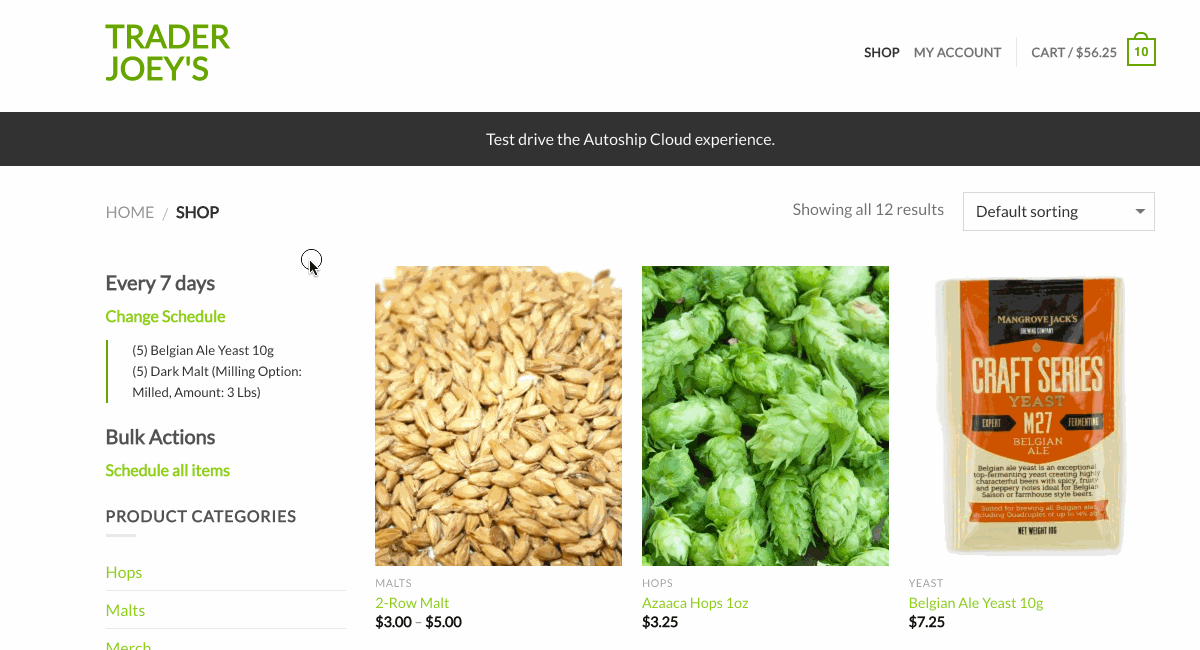 TRADER
JOEY'S
SHOP MY ACCOUNT CART / $56.25 10
Test drive the Autoship Cloud experience.
HOME / SHOP
Showing all 12 results
Default sorting
Every 7 days
Change Schedule
(5) Belgian Ale Yeast 10g
(5) Dark Malt (Milling Option:
Milled, Amount: 3 Lbs)
Bulk Actions
Schedule all items
PRODUCT CATEGORIES
Hops
Malts
Merch
MALTS
2-Row Malt
$3.00 – $5.00
HOPS
Azaaca Hops 1oz
$3.25
MANGROVE JACK'S
BREWING COMPANY
CRAFT SERIES
YEAST
EXPERT M27 FERMENTING
BELGIAN
ALE
Belgian ale yeast is an exceptional
top-fermenting yeast creating highly
characterful beers with spicy, fruity
and peppery notes ideal for Belgian
Saison or farmhouse style beers.
Suited for brewing all Belgian ales
including Quadruples of up to 14%
NET WEIGHT 10G
YEAST
Belgian Ale Yeast 10g
$7.25